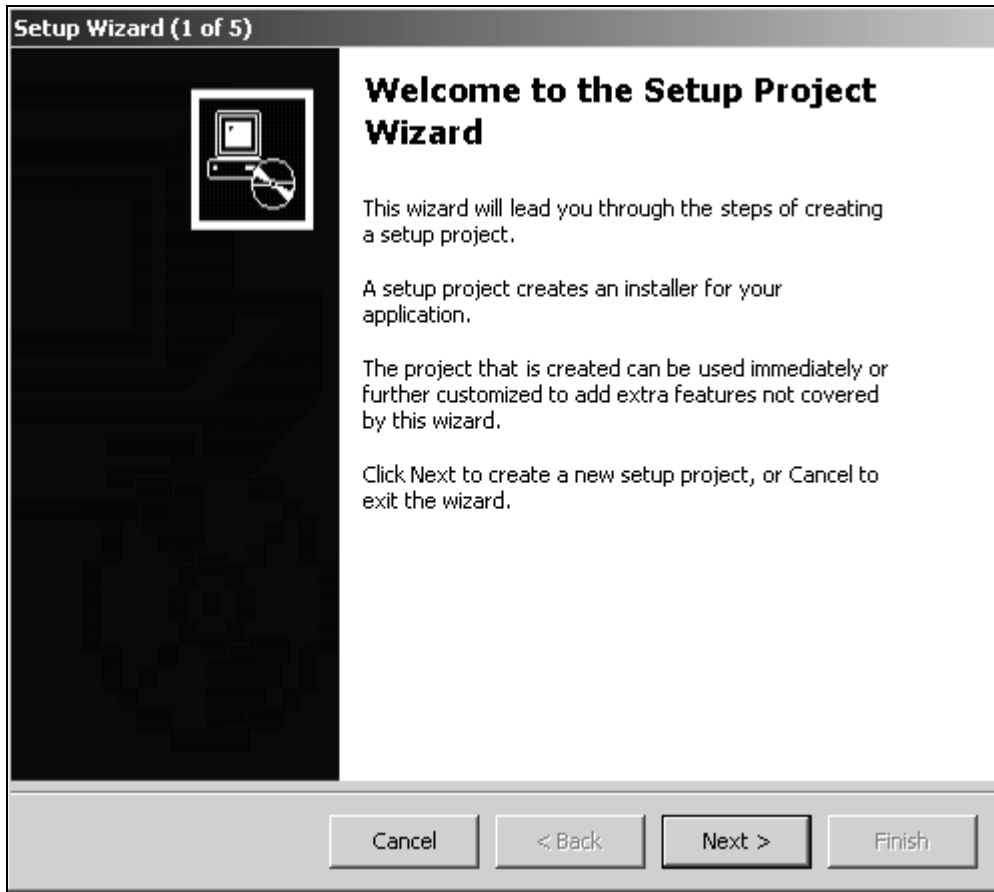 Setup Wizard (1 of 5)
Welcome to the Setup Project
Wizard
This wizard will lead you through the steps of creating
a setup project.
A setup project creates an installer for your
application.
The project that is created can be used immediately or
further customized to add extra features not covered
by this wizard.
Click Next to create a new setup project, or Cancel to
exit the wizard.
Cancel
< Back
Next >
Finish